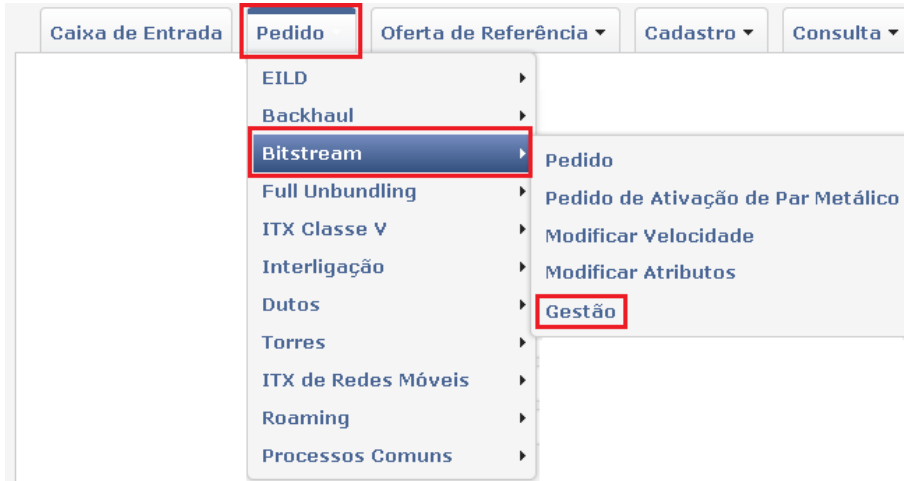 Caixa de Entrada Pedido Oferta de Referência Cadastro Consulta
EILD
Backhaul
Bitstream
Full Unbundling
ITX Classe V
Interligação
Dutos
Torres
ITX de Redes Móveis
Roaming
Processos Comuns
Pedido
Pedido de Ativação de Par Metálico
Modificar Velocidade
Modificar Atributos
Gestão